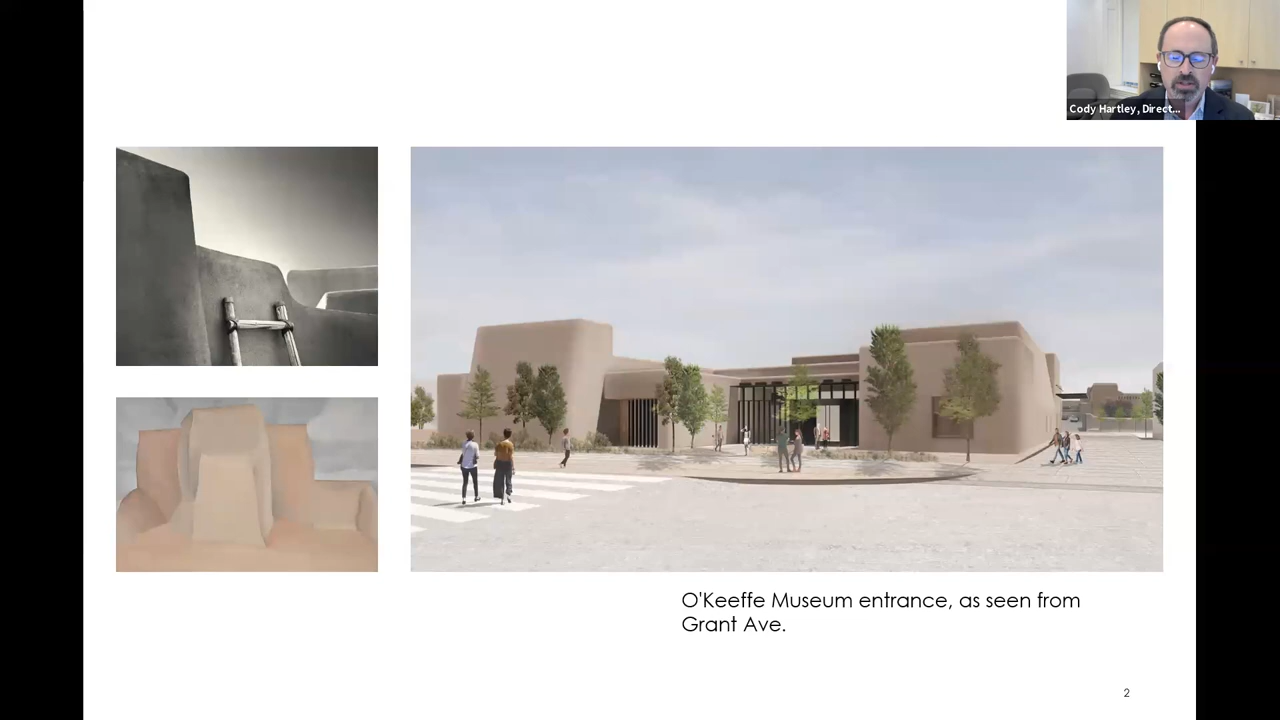 Cody Hartley, Direct...
O'Keeffe Museum entrance, as seen from
Grant Ave.
2